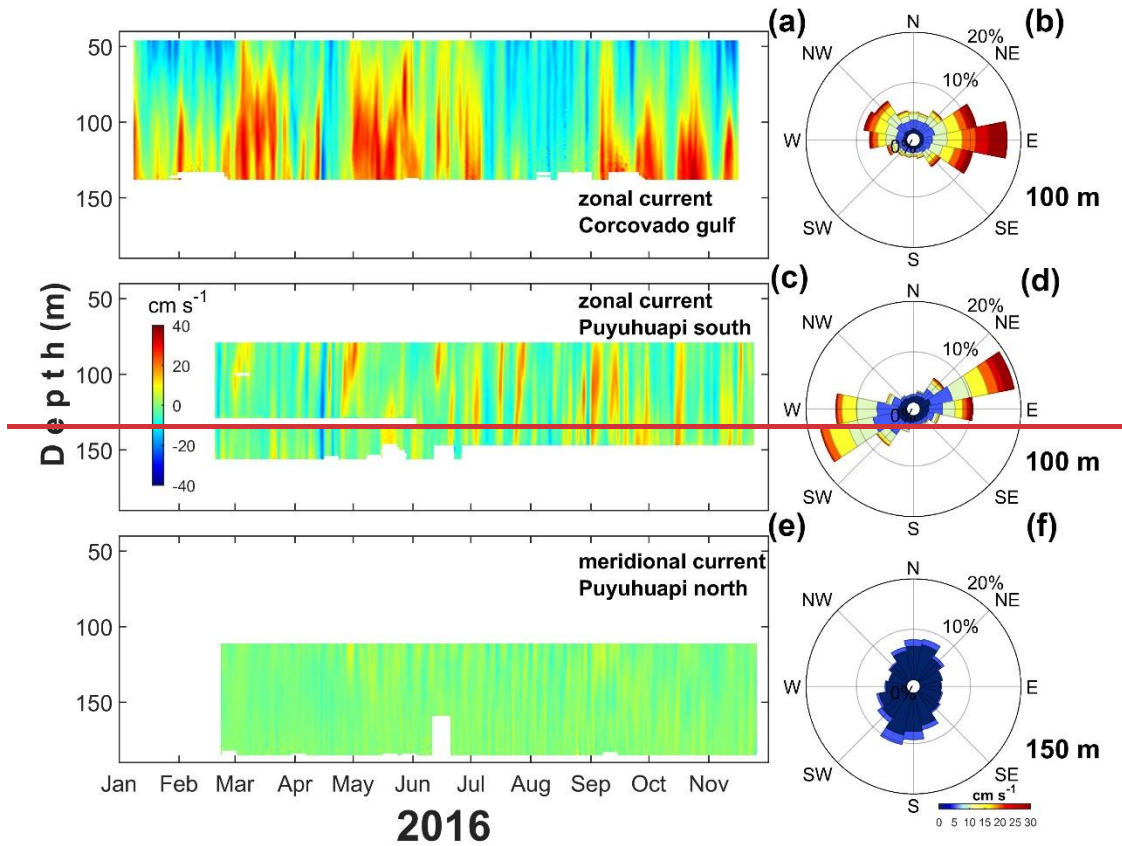 (a)
50
100
150
zonal current
Corcovado gulf
N
NE
E
SE
S
SW
W
NW
20%
10%
0
(b)
100 m
Depth (m)
(c)
50
100
150
zonal current
Puyuhuapi south
cm s⁻¹
40
20
0
-20
-40
N
NE
E
SE
S
SW
W
NW
20%
10%
0
(d)
100 m
(e)
50
100
150
meridional current
Puyuhuapi north
Jan Feb Mar Apr May Jun Jul Aug Sep Oct Nov
2016
N
NE
E
SE
S
SW
W
NW
20%
10%
0%
(f)
150 m
cm s⁻¹
0 5 10 15 20 25 30